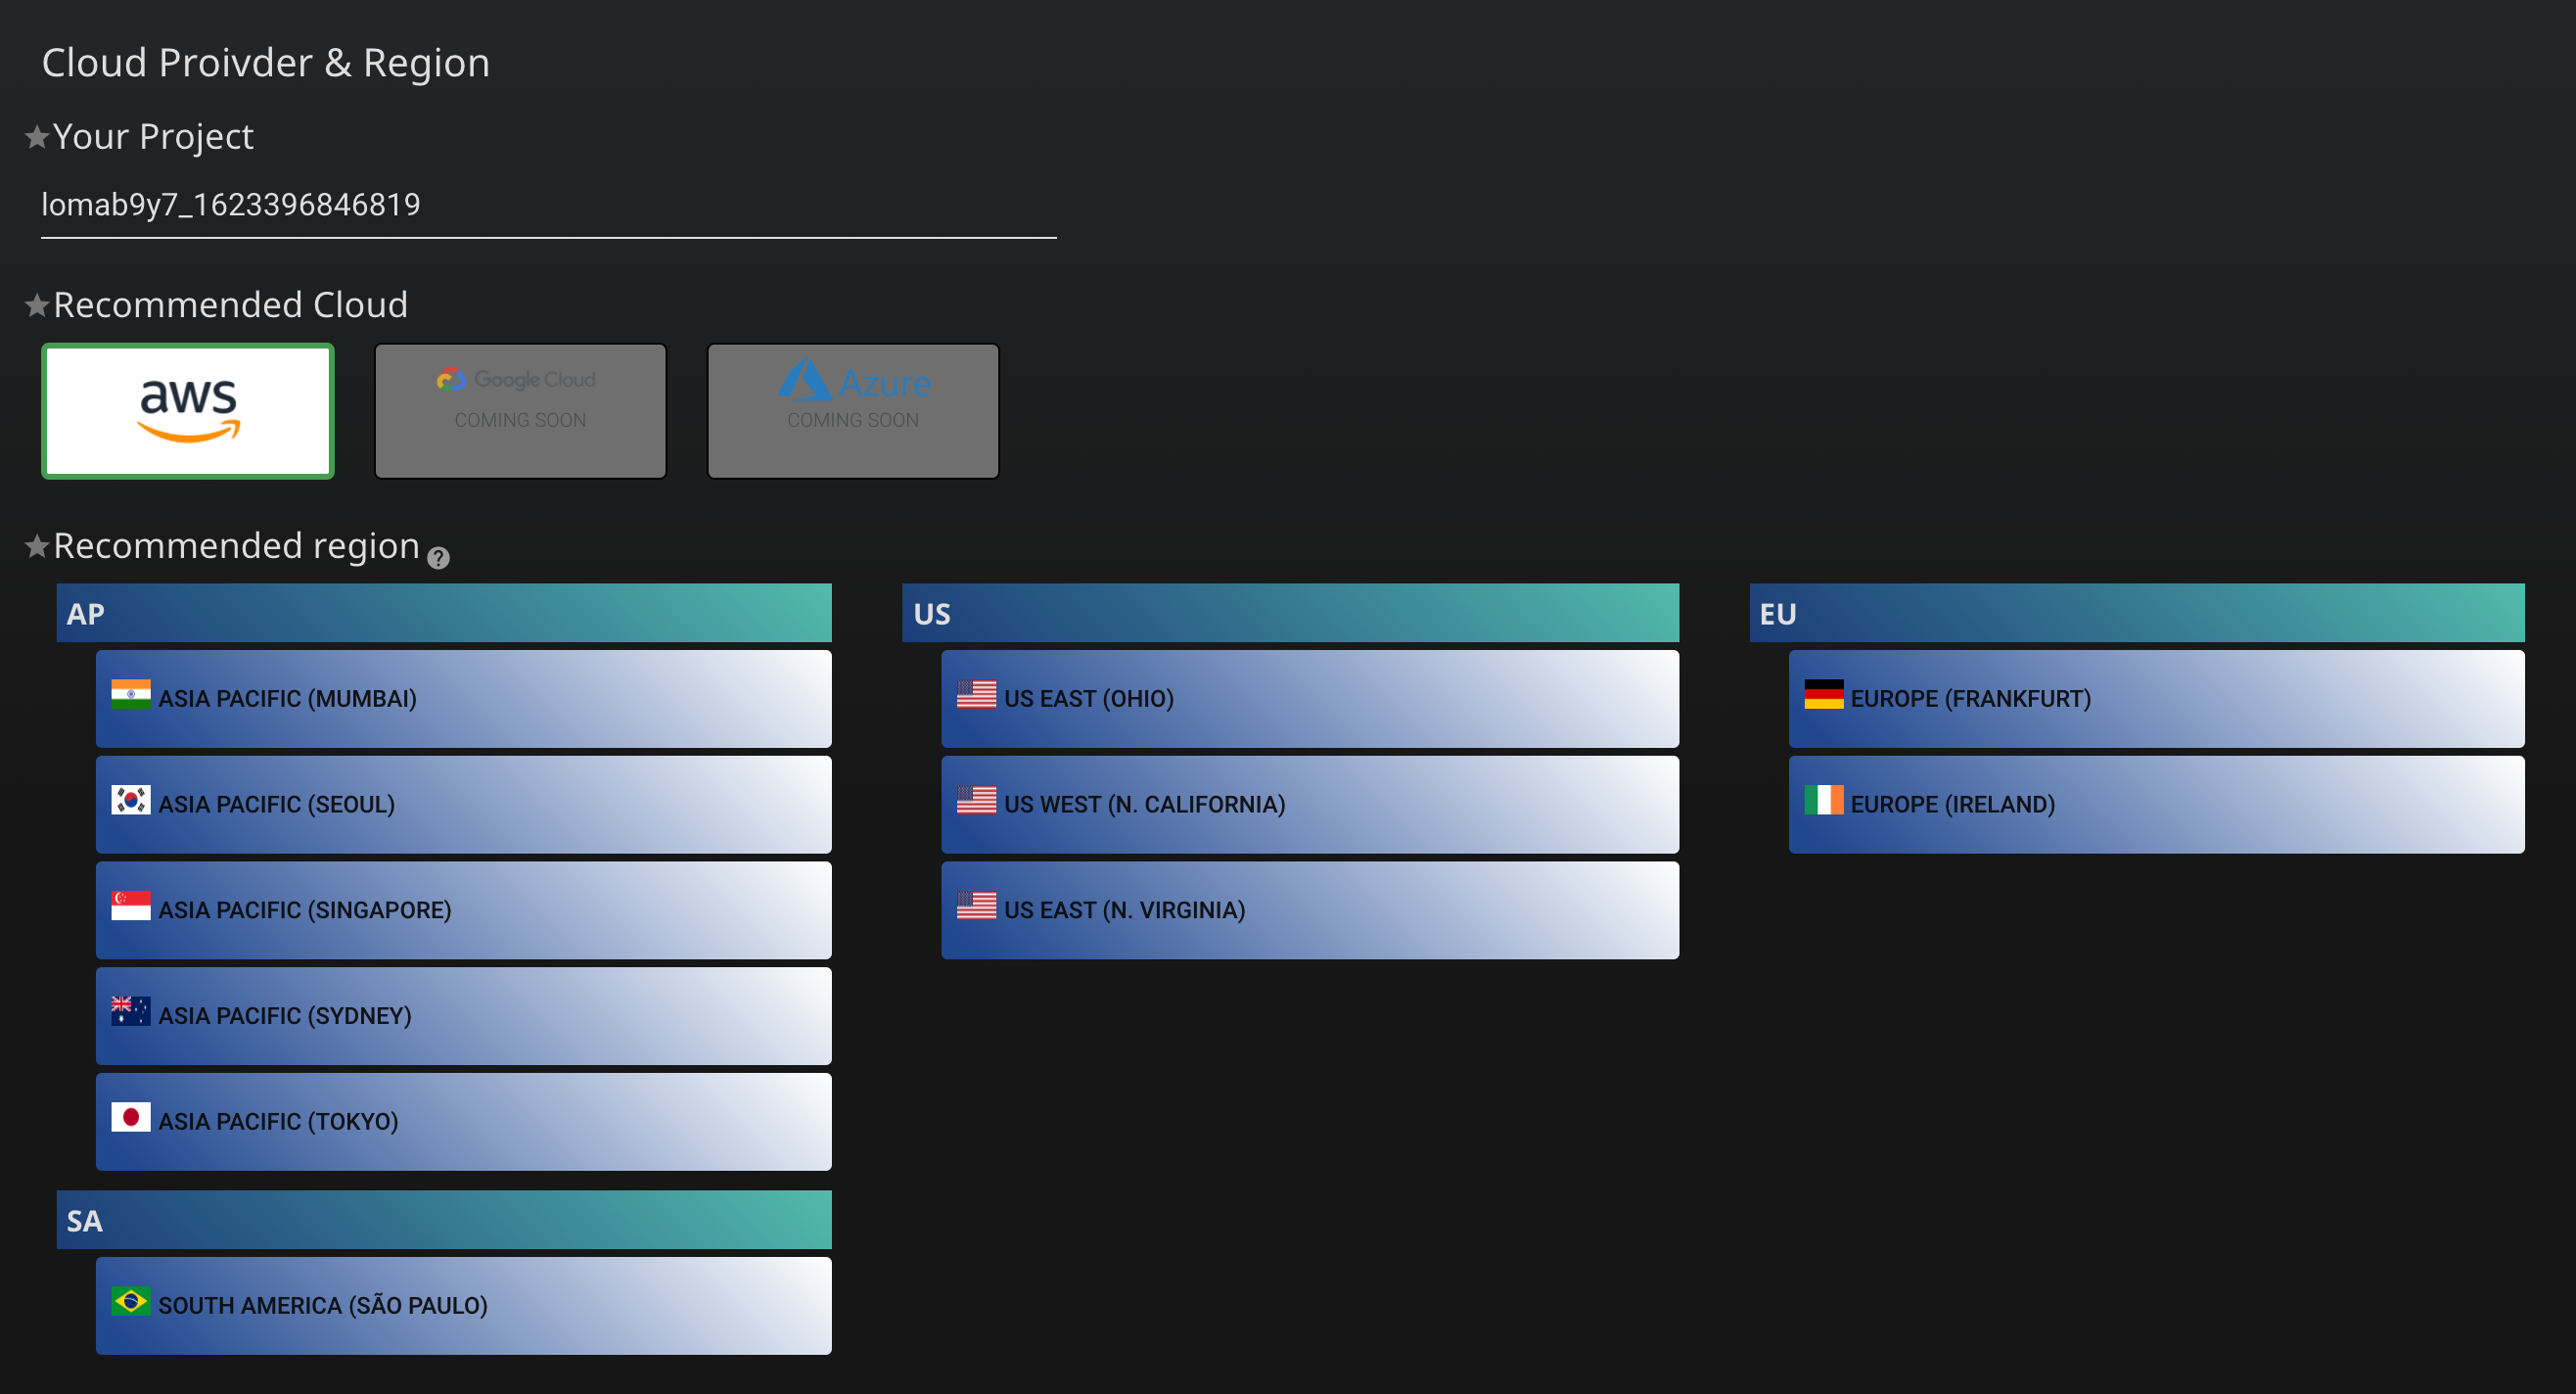 Cloud Proivder & Region
Your Project
lomab9y7_1623396846819
Recommended Cloud
aws
Google Cloud
COMING SOON
Azure
COMING SOON
Recommended region ?
AP
ASIA PACIFIC (MUMBAI)
ASIA PACIFIC (SEOUL)
ASIA PACIFIC (SINGAPORE)
ASIA PACIFIC (SYDNEY)
ASIA PACIFIC (TOKYO)
US
US EAST (OHIO)
US WEST (N. CALIFORNIA)
US EAST (N. VIRGINIA)
EU
EUROPE (FRANKFURT)
EUROPE (IRELAND)
SA
SOUTH AMERICA (SÃO PAULO)